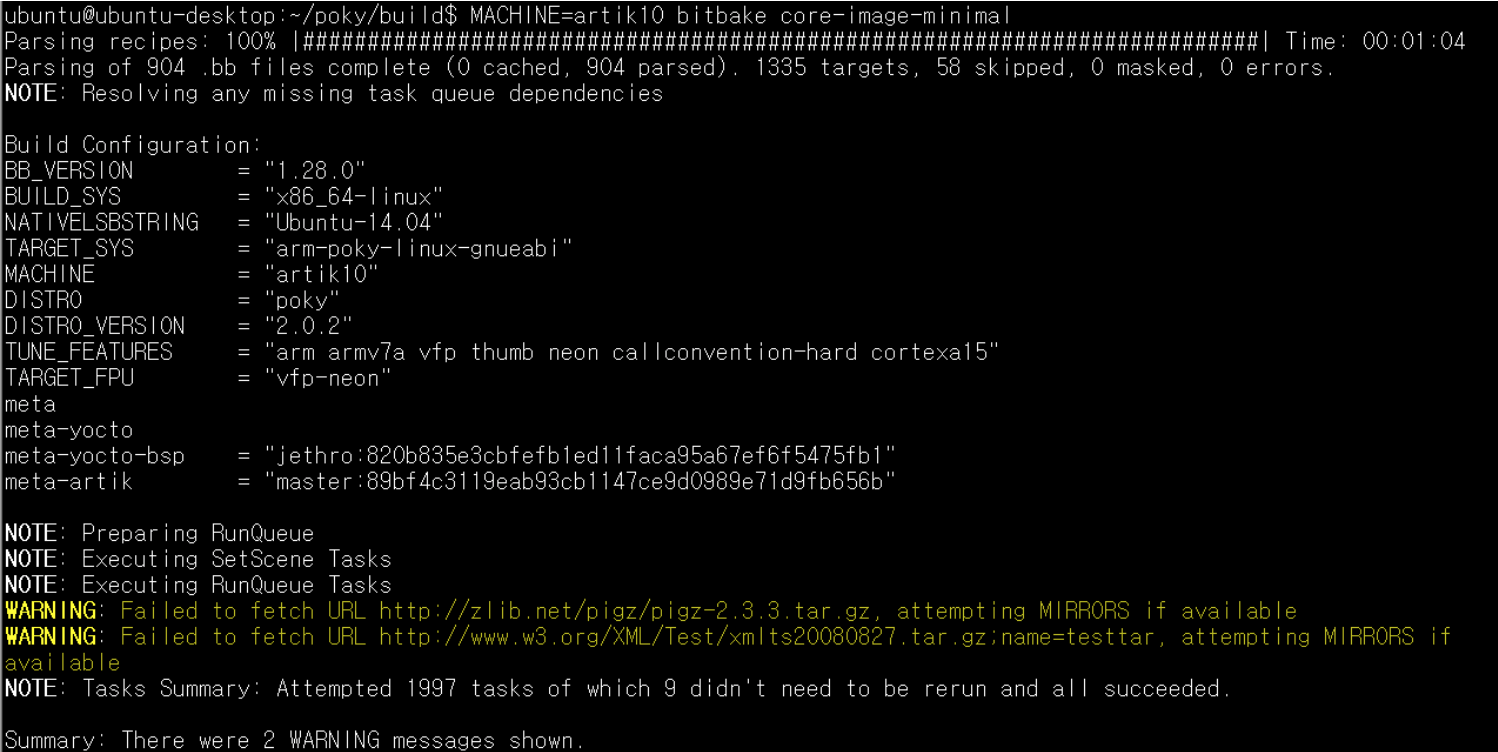 ubuntu@ubuntu-desktop:~/poky/build$ MACHINE=artik10 bitbake core-image-minimal
Parsing recipes: 100% |##########################################################################| Time: 00:01:04
Parsing of 904 .bb files complete (0 cached, 904 parsed). 1335 targets, 58 skipped, 0 masked, 0 errors.
NOTE: Resolving any missing task queue dependencies

Build Configuration:
BB_VERSION        = "1.28.0"
BUILD_SYS         = "x86_64-linux"
NATIVELSBSTRING   = "Ubuntu-14.04"
TARGET_SYS        = "arm-poky-linux-gnueabi"
MACHINE           = "artik10"
DISTRO            = "poky"
DISTRO_VERSION    = "2.0.2"
TUNE_FEATURES     = "arm armv7a vfp thumb neon callconvention-hard cortexa15"
TARGET_FPU        = "vfp-neon"
meta
meta-yocto
meta-yocto-bsp    = "jethro:820b835e3cbfefb1ed11faca95a67ef6f5475fb1"
meta-artik        = "master:89bf4c3119eab93cb1147ce9d0989e71d9fb656b"

NOTE: Preparing RunQueue
NOTE: Executing SetScene Tasks
NOTE: Executing RunQueue Tasks
WARNING: Failed to fetch URL http://zlib.net/pigz/pigz-2.3.3.tar.gz, attempting MIRRORS if available
WARNING: Failed to fetch URL http://www.w3.org/XML/Test/xmlts20080827.tar.gz;name=testtar, attempting MIRRORS if
available
NOTE: Tasks Summary: Attempted 1997 tasks of which 9 didn't need to be rerun and all succeeded.

Summary: There were 2 WARNING messages shown.